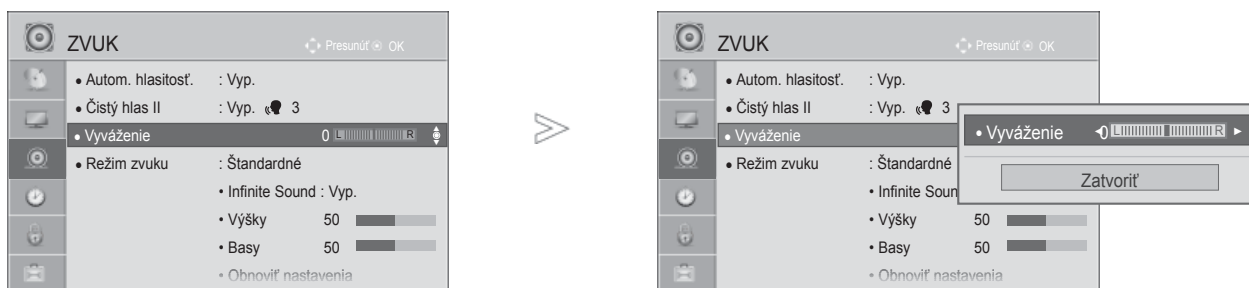 ZVUK
Presunúť OK
• Autom. hlasitosť. : Vyp.
• Čistý hlas II : Vyp. 3
• Vyváženie 0 L R
• Režim zvuku : Štandardné
• Infinite Sound : Vyp.
• Výšky 50
• Basy 50
• Obnoviť nastavenia
ZVUK
Presunúť OK
• Autom. hlasitosť. : Vyp.
• Čistý hlas II : Vyp. 3
• Vyváženie
• Režim zvuku : Štandardné
• Infinite Soun
• Výšky 50
• Basy 50
• Obnoviť nastavenia
• Vyváženie 0 L R
Zatvoriť